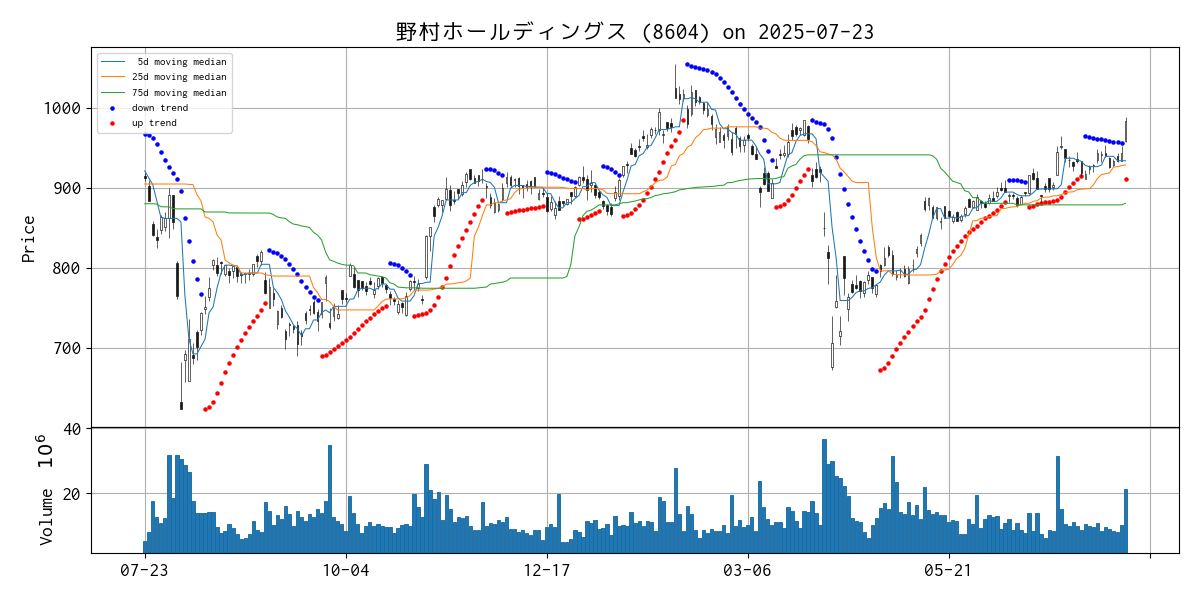 野村ホールディングス (8604) on 2025-07-23
5d moving median
25d moving median
75d moving median
down trend
up trend
1000
900
800
700
Price
40
20
Volume 10^6
07-23
10-04
12-17
03-06
05-21